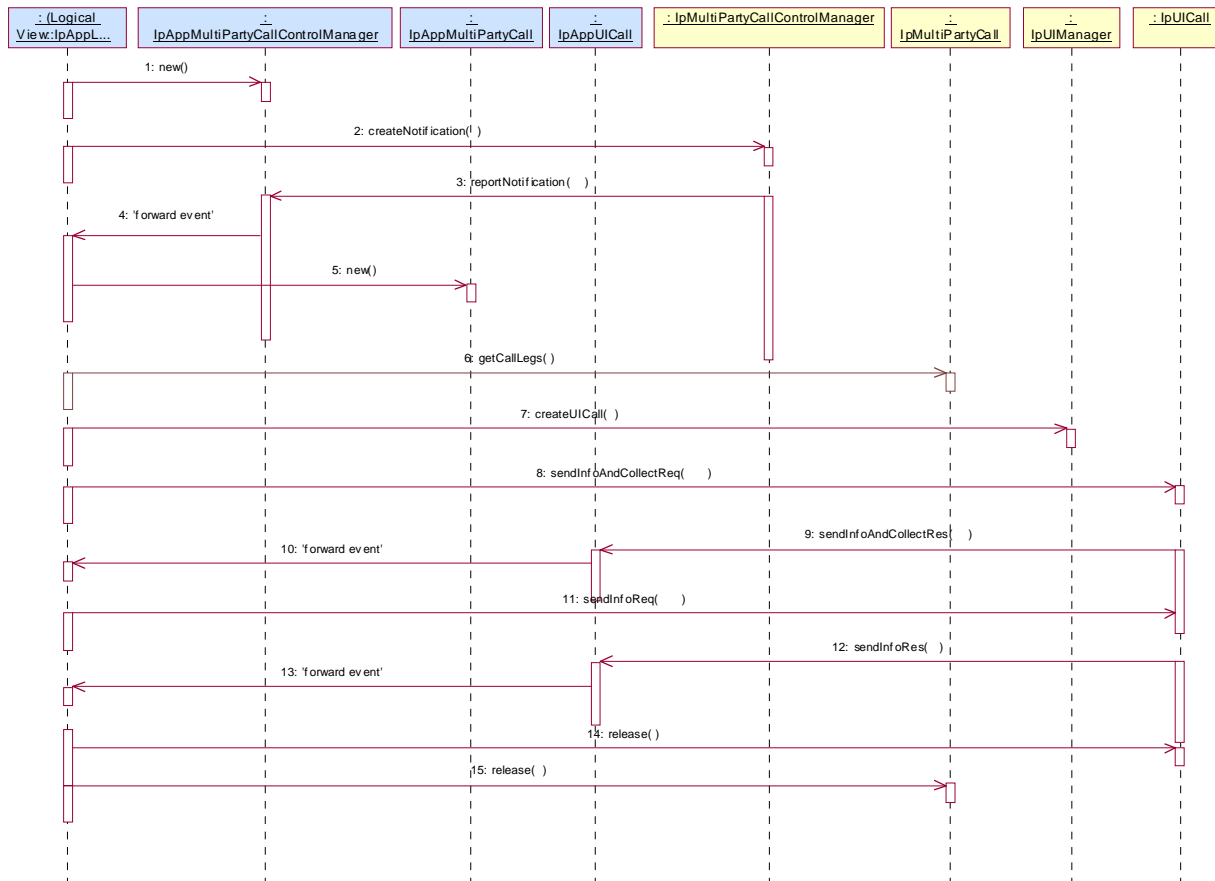 : (Logical
View::IpAppL...
:
IpAppMultiPartyCallControlManager
:
IpAppMultiPartyCall
:
IpAppUICall
: IpMultiPartyCallControlManager
:
IpMultiPartyCall
:
IpUIManager
: IpUICall
1: new()
2: createNotification( )
3: reportNotification( )
4: 'forward event'
5: new()
6: getCallLegs( )
7: createUICall( )
8: sendInfoAndCollectReq( )
9: sendInfoAndCollectRes( )
10: 'forward event'
11: sendInfoReq( )
12: sendInfoRes( )
13: 'forward event'
14: release( )
15: release( )